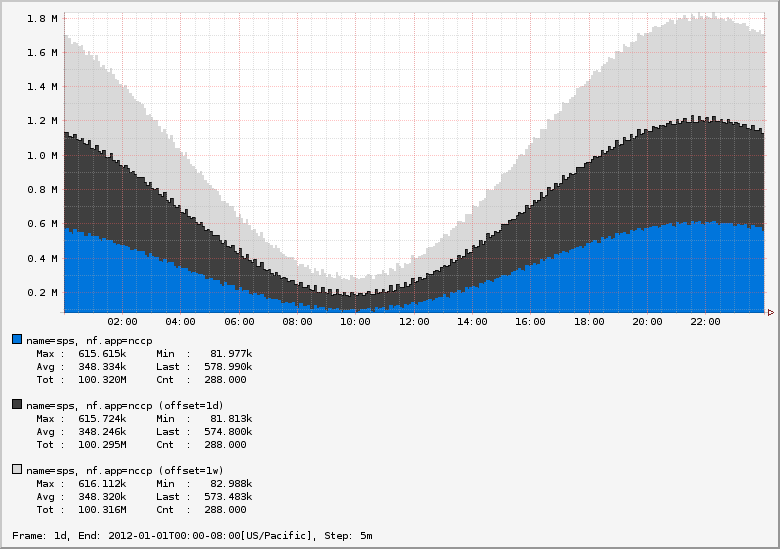 1.8 M
1.6 M
1.4 M
1.2 M
1.0 M
0.8 M
0.6 M
0.4 M
0.2 M
02:00 04:00 06:00 08:00 10:00 12:00 14:00 16:00 18:00 20:00 22:00
name=sps, nf.app=nccp
Max : 615.615k Min : 81.977k
Avg : 348.334k Last : 578.990k
Tot : 100.320M Cnt : 288.000
name=sps, nf.app=nccp (offset=1d)
Max : 615.724k Min : 81.813k
Avg : 348.246k Last : 574.800k
Tot : 100.295M Cnt : 288.000
name=sps, nf.app=nccp (offset=1w)
Max : 616.112k Min : 82.988k
Avg : 348.320k Last : 573.483k
Tot : 100.316M Cnt : 288.000
Frame: 1d, End: 2012-01-01T00:00-08:00[US/Pacific], Step: 5m